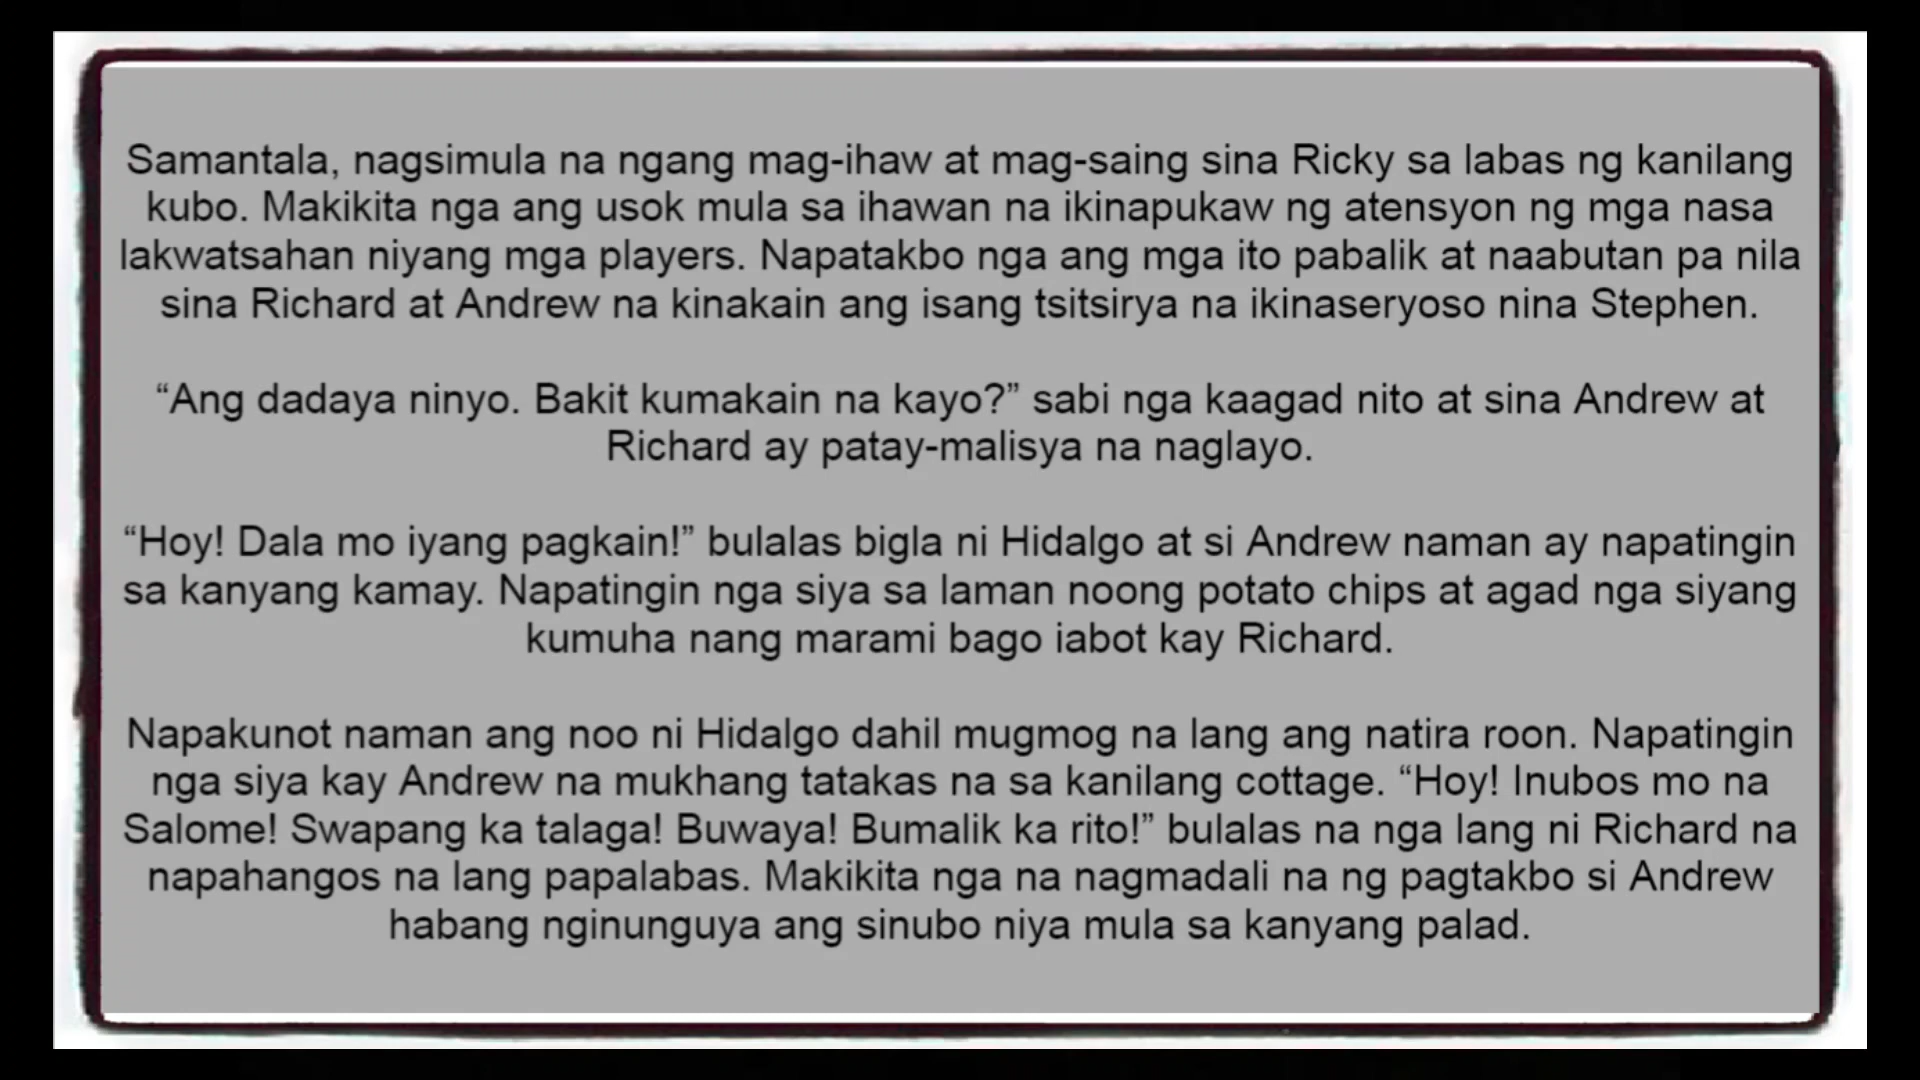 Samantala, nagsimula na ngang mag-ihaw at mag-saing sina Ricky sa labas ng kanilang
kubo. Makikita nga ang usok mula sa ihawan na ikinapukaw ng atensyon ng mga nasa
lakwatsahan niyang mga players. Napatakbo nga ang mga ito pabalik at naabutan pa nila
sina Richard at Andrew na kinakain ang isang tsitsirya na ikinaseryoso nina Stephen.
“Ang dadaya ninyo. Bakit kumakain na kayo?” sabi nga kaagad nito at sina Andrew at
Richard ay patay-malisya na naglayo.
“Hoy! Dala mo iyang pagkain!” bulalas bigla ni Hidalgo at si Andrew naman ay napatingin
sa kanyang kamay. Napatingin nga siya sa laman noong potato chips at agad nga siyang
kumuha nang marami bago iabot kay Richard.
Napakunot naman ang noo ni Hidalgo dahil mugmog na lang ang natira roon. Napatingin
nga siya kay Andrew na mukhang tatakas na sa kanilang cottage. “Hoy! Inubos mo na
Salome! Swapang ka talaga! Buwaya! Bumalik ka rito!” bulalas na nga lang ni Richard na
napahangos na lang papalabas. Makikita nga na nagmadali na ng pagtakbo si Andrew
habang nginunguya ang sinubo niya mula sa kanyang palad.